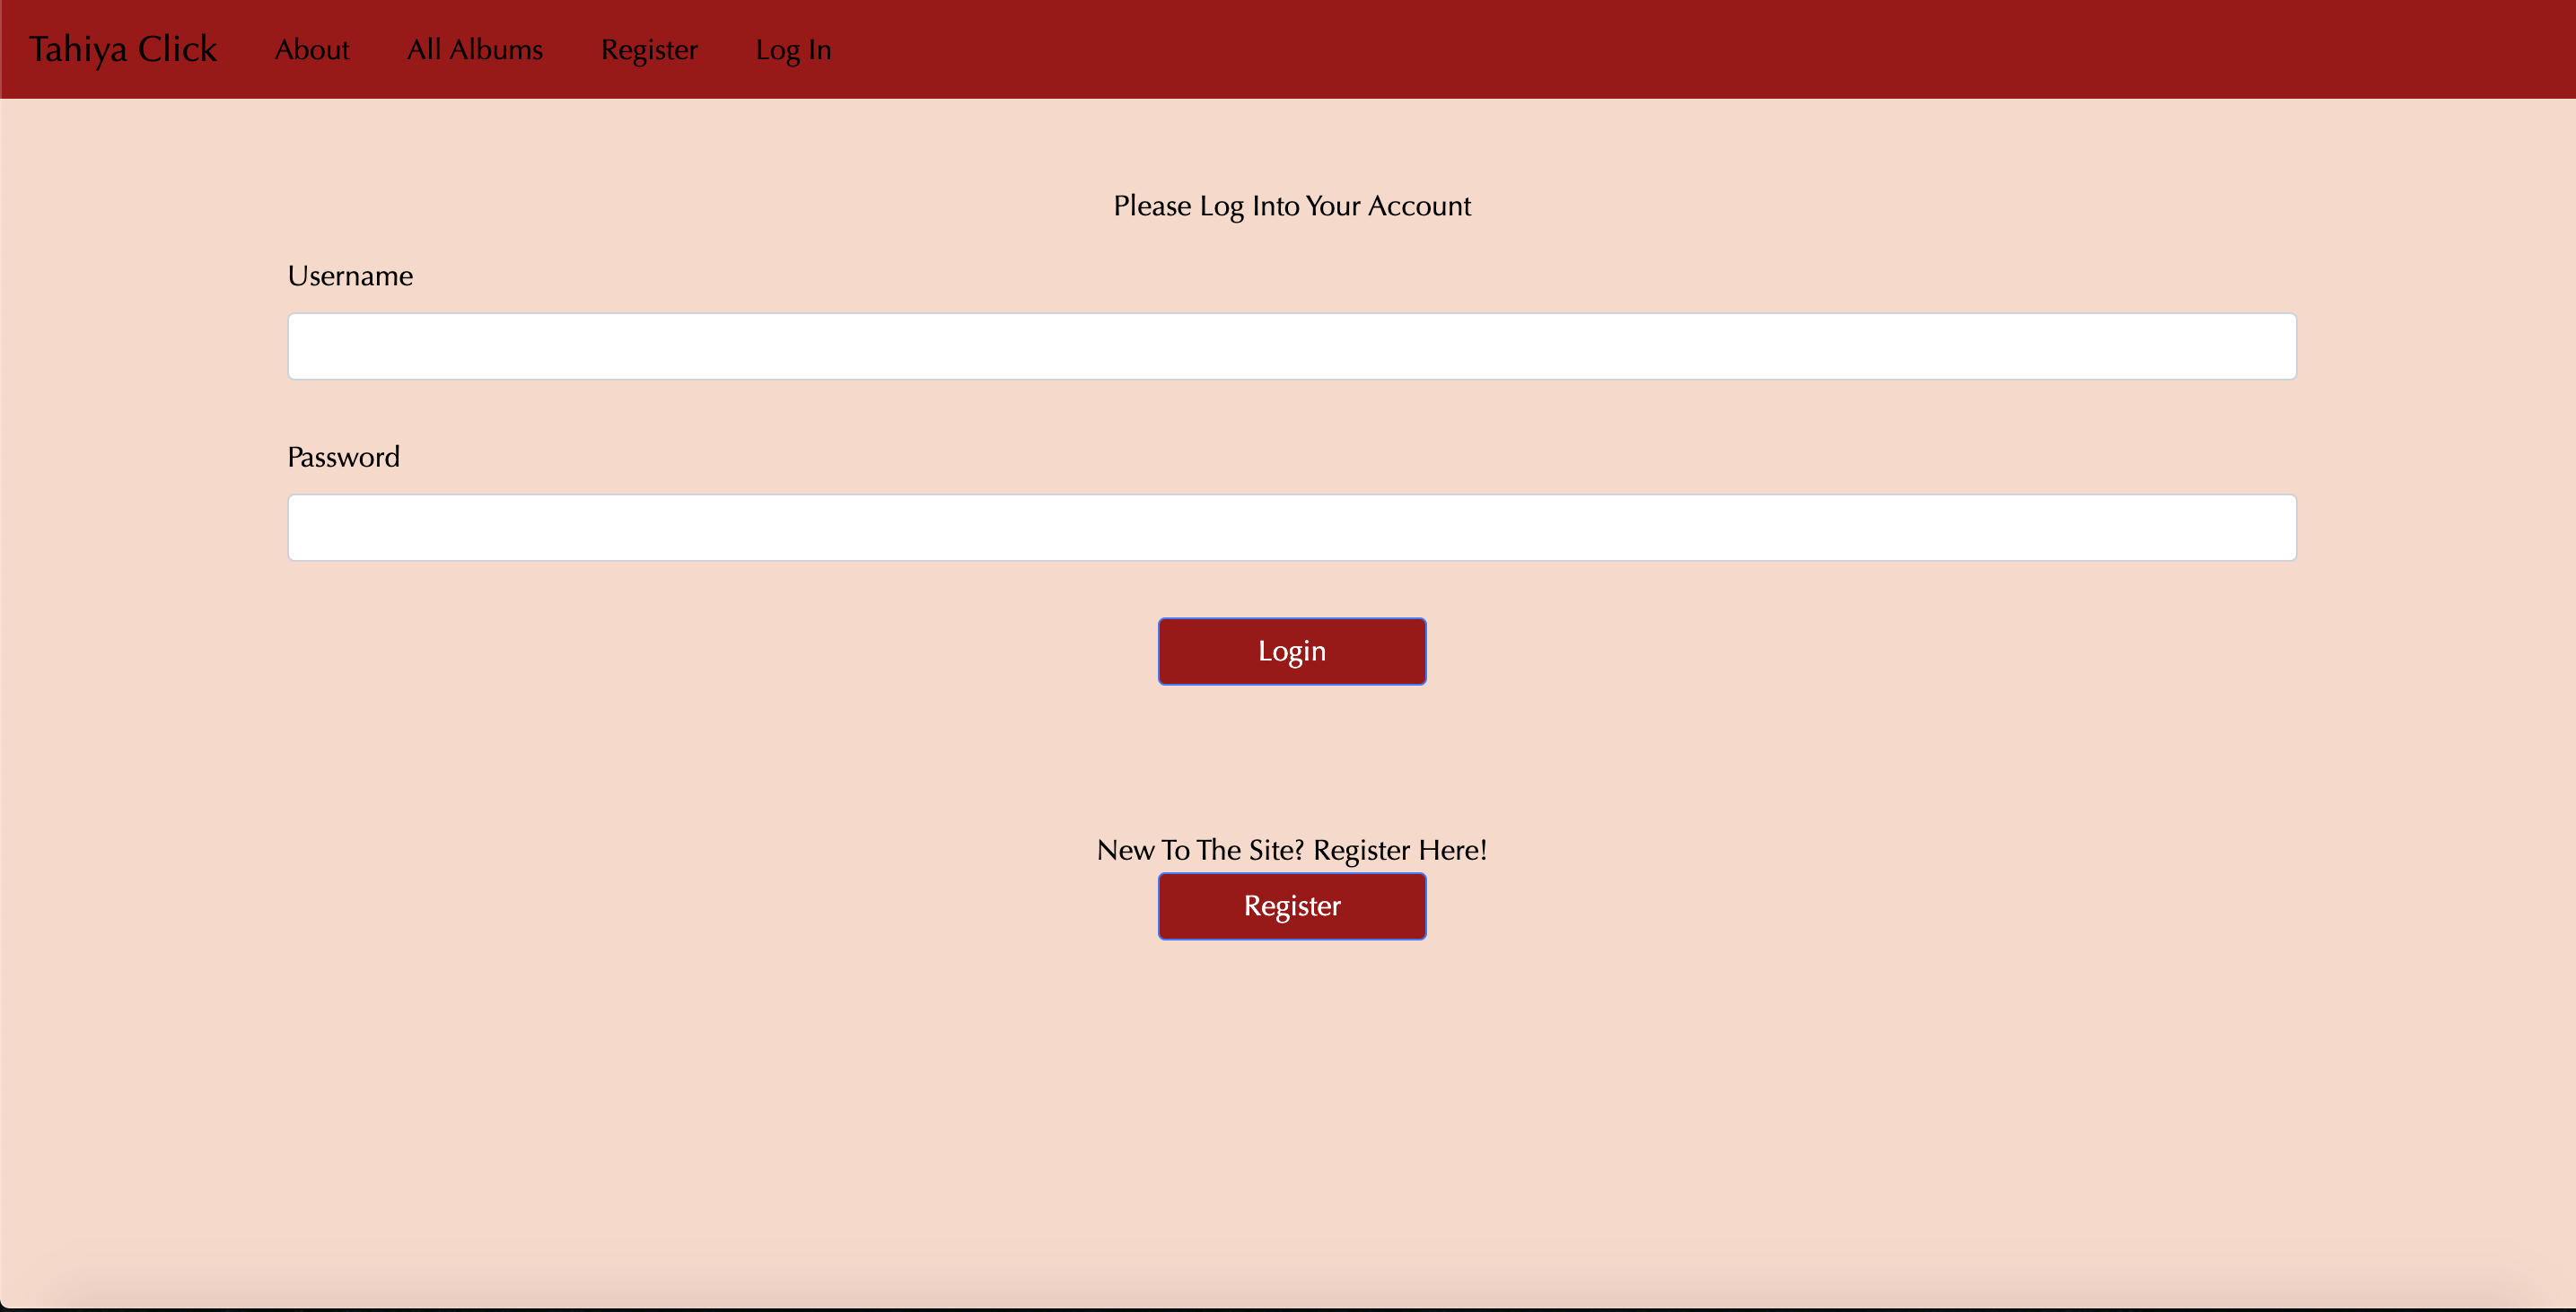 Tahiya Click About All Albums Register Log In
Please Log Into Your Account
Username
Password
Login
New To The Site? Register Here!
Register